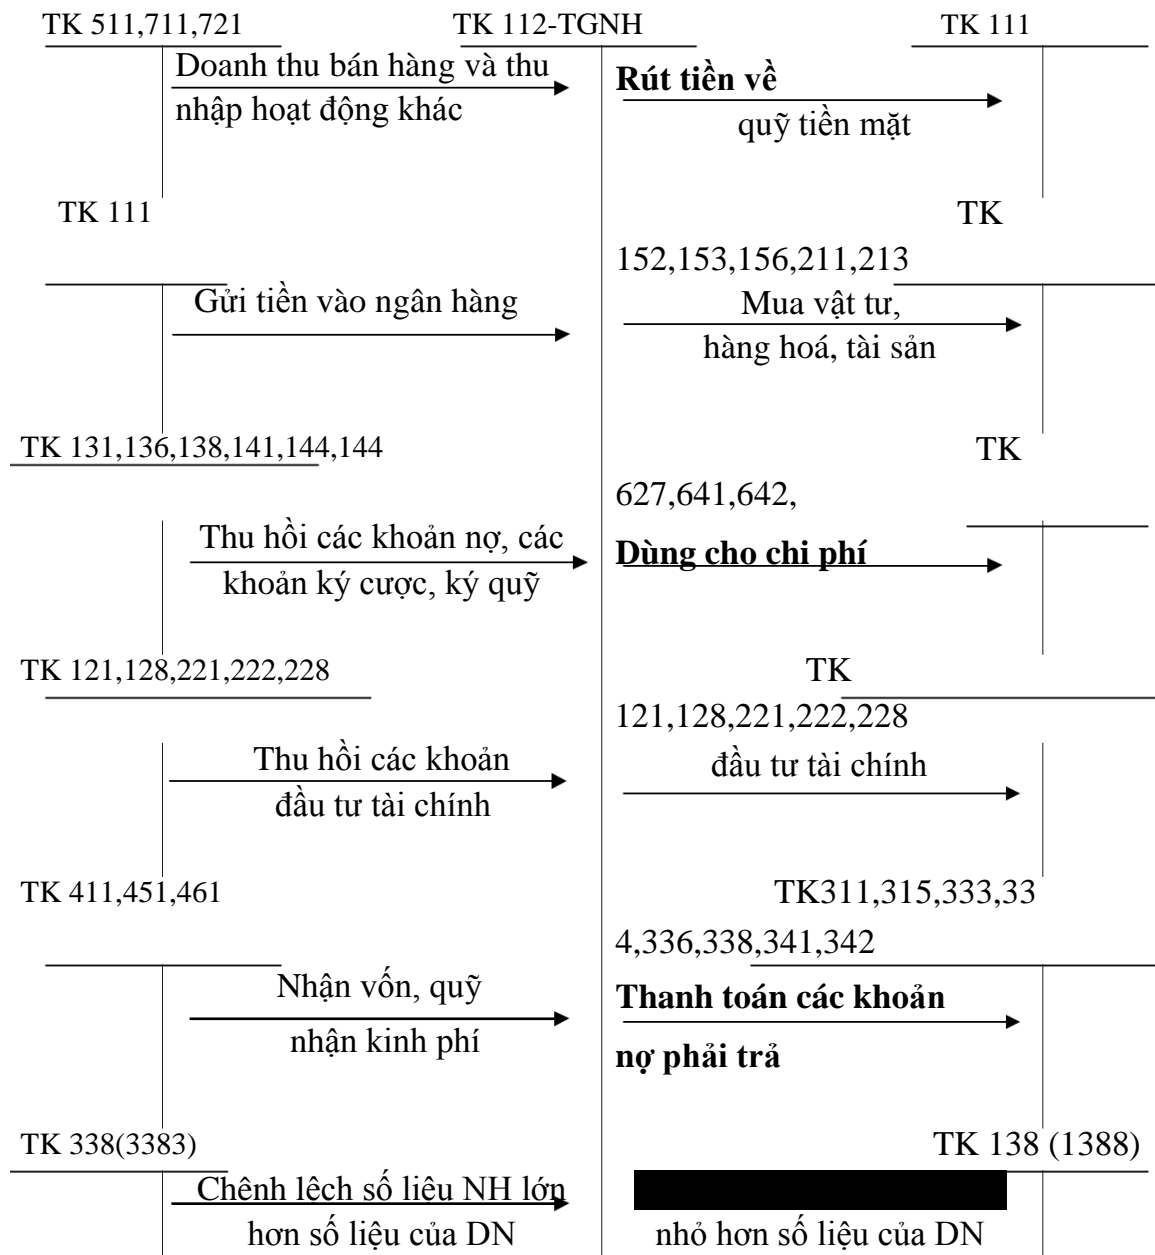 TK 511,711,721 TK 112-TGNH TK 111
Doanh thu bán hàng và thu
nhập hoạt động khác
Rút tiền về
quỹ tiền mặt
TK 111
TK
152,153,156,211,213
Gửi tiền vào ngân hàng
Mua vật tư,
hàng hoá, tài sản
TK 131,136,138,141,144,144
TK
627,641,642,
Thu hồi các khoản nợ, các
khoản ký cược, ký quỹ
Dùng cho chi phí
TK 121,128,221,222,228
TK
121,128,221,222,228
Thu hồi các khoản
đầu tư tài chính
đầu tư tài chính
TK 411,451,461
TK311,315,333,33
4,336,338,341,342
Nhận vốn, quỹ
nhận kinh phí
Thanh toán các khoản
nợ phải trả
TK 338(3383)
TK 138 (1388)
Chênh lêch số liêu NH lớn
hơn số liệu của DN
nhỏ hơn số liệu của DN